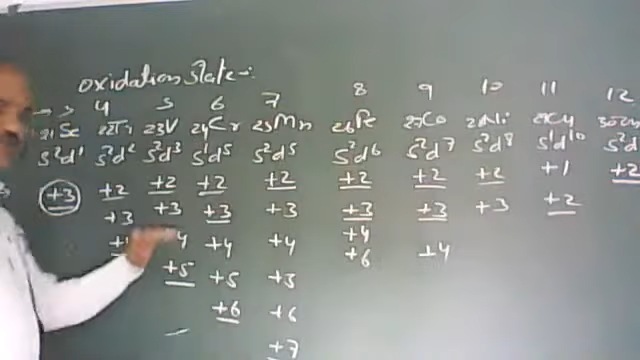 Oxidation State:-
→ 3 4 5 6 7 8 9 10 11 12
21Sc 22Ti 23V 24Cr 25Mn 26Fe 27Co 28Ni 29Cu 30Zn
s²d¹ s²d² s²d³ s¹d⁵ s²d⁵ s²d⁶ s²d⁷ s²d⁸ s¹d¹⁰ s²d
+3 +2 +2 +2 +2 +2 +2 +2 +1 +2
+3 +3 +3 +3 +3 +3 +3 +2
+4 +4 +4 +4
+5 +5 +5 +6 +4
+6 +6
+7